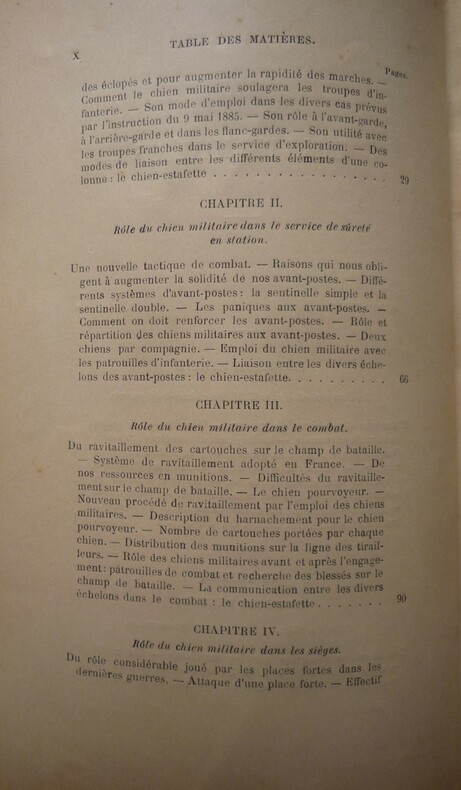 X
TABLE DES MATIÈRES.
Pages.
des éclopés et pour augmenter la rapidité des marches. —
Comment le chien militaire soulagera les troupes d'in-
fanterie. — Son mode d'emploi dans les divers cas prévus
par l'instruction du 9 mai 1885. — Son rôle à l'avant-garde,
à l'arrière-garde et dans les flanc-gardes. — Son utilité avec
les troupes franches dans le service d'exploration. — Des
modes de liaison entre les différents éléments d'une co-
lonne : le chien-estafette . . . . . . . . . . . . . . . . 29
CHAPITRE II.
Rôle du chien militaire dans le service de sûreté
en station.
Une nouvelle tactique de combat. — Raisons qui nous obli-
gent à augmenter la solidité de nos avant-postes. — Diffé-
rents systèmes d'avant-postes : la sentinelle simple et la
sentinelle double. — Les paniques aux avant-postes. —
Comment on doit renforcer les avant-postes. — Rôle et
répartition des chiens militaires aux avant-postes. — Deux
chiens par compagnie. — Emploi du chien militaire avec
les patrouilles d'infanterie. — Liaison entre les divers éche-
lons des avant-postes : le chien-estafette. . . . . . . . . . 66
CHAPITRE III.
Rôle du chien militaire dans le combat.
Du ravitaillement des cartouches sur le champ de bataille.
— Système de ravitaillement adopté en France. — De
nos ressources en munitions. — Difficultés du ravitaille-
ment sur le champ de bataille. — Le chien pourvoyeur. —
Nouveau procédé de ravitaillement par l'emploi des chiens
militaires. — Description du harnachement pour le chien
pourvoyeur. — Nombre de cartouches portées par chaque
chien. — Distribution des munitions sur la ligne des tirail-
leurs. — Rôle des chiens militaires avant et après l'engage-
ment : patrouilles de combat et recherche des blessés sur le
champ de bataille. — La communication entre les divers
échelons dans le combat : le chien-estafette . . . . . . . 90
CHAPITRE IV.
Rôle du chien militaire dans les siéges.
Du rôle considérable joué par les places fortes dans les
dernières guerres. — Attaque d'une place forte. — Effectif